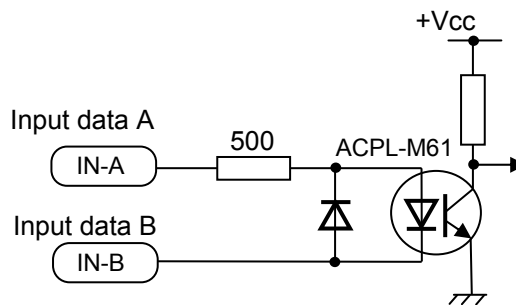 +Vcc
Input data A
500
ACPL-M61
IN-A
Input data B
IN-B